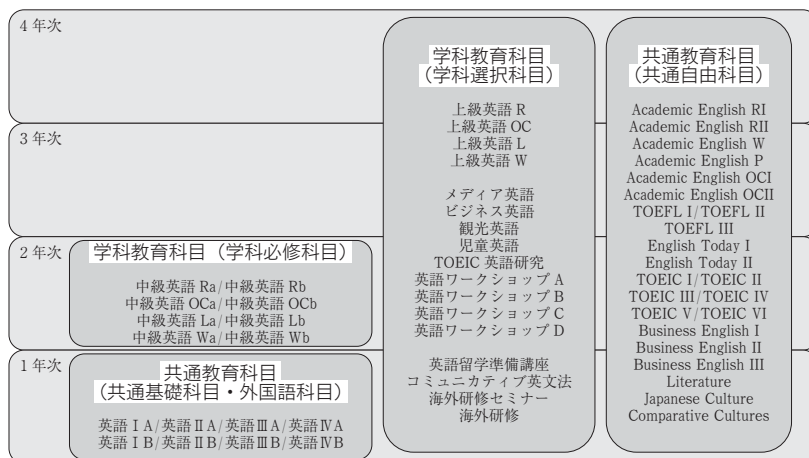 4 年次
学科教育科目
（学科選択科目）
上級英語 R
上級英語 OC
上級英語 L
上級英語 W
メディア英語
ビジネス英語
観光英語
児童英語
TOEIC 英語研究
英語ワークショップ A
英語ワークショップ B
英語ワークショップ C
英語ワークショップ D
英語留学準備講座
コミュニカティブ英文法
海外研修セミナー
海外研修
共通教育科目
（共通自由科目）
Academic English RI
Academic English RII
Academic English W
Academic English P
Academic English OCI
Academic English OCII
TOEFL I/TOEFL II
TOEFL III
English Today I
English Today II
TOEIC I/TOEIC II
TOEIC III/TOEIC IV
TOEIC V/TOEIC VI
Business English I
Business English II
Business English III
Literature
Japanese Culture
Comparative Cultures
3 年次
2 年次
学科教育科目（学科必修科目）
中級英語 Ra/中級英語 Rb
中級英語 OCa/中級英語 OCb
中級英語 La/中級英語 Lb
中級英語 Wa/中級英語 Wb
1 年次
共通教育科目
（共通基礎科目・外国語科目）
英語ⅠA/英語ⅡA/英語ⅢA/英語ⅣA
英語ⅠB/英語ⅡB/英語ⅢB/英語ⅣB